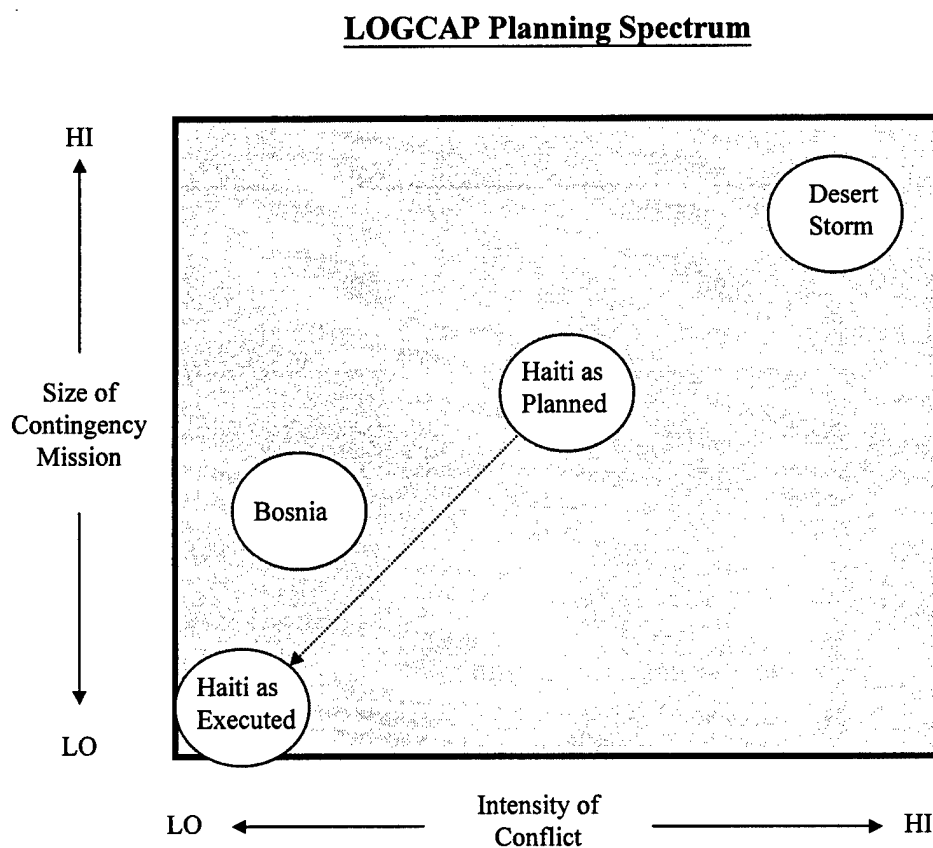 LOGCAP Planning Spectrum
HI
Desert
Storm
Haiti as
Planned
Size of
Contingency
Mission
Bosnia
Haiti as
Executed
LO
LO
Intensity of
Conflict
HI